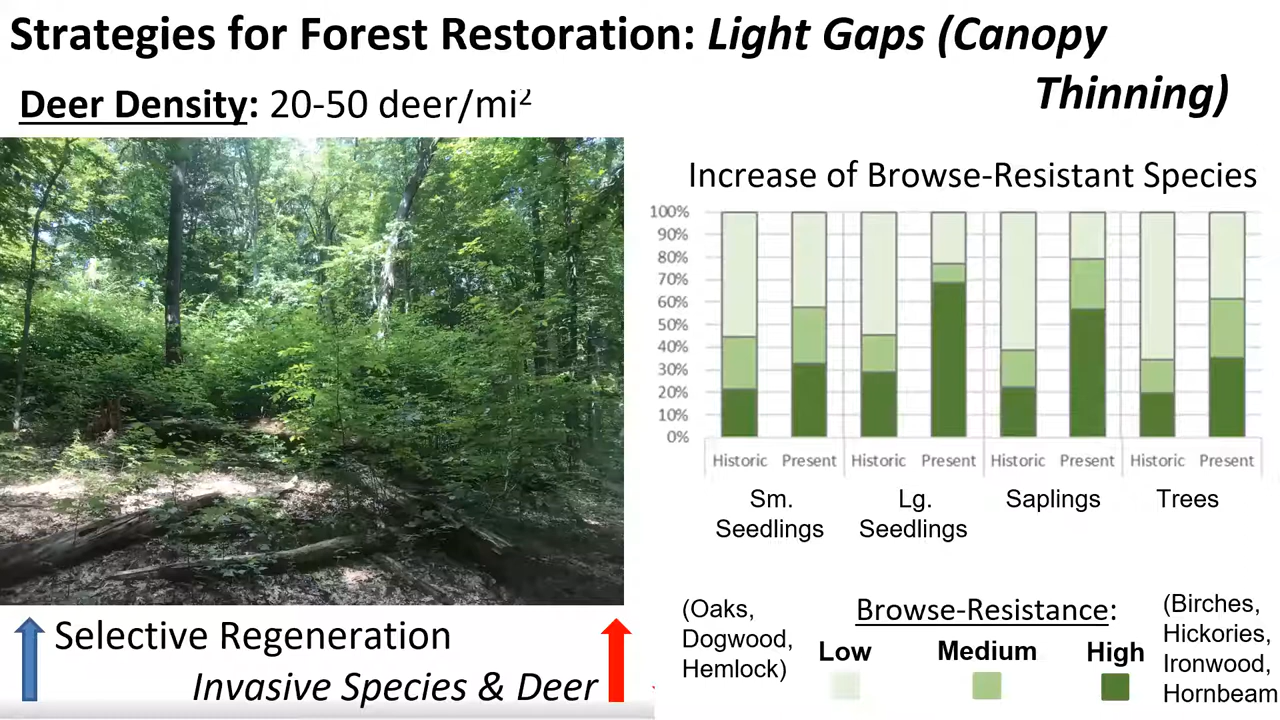 Strategies for Forest Restoration: Light Gaps (Canopy
Thinning)
Deer Density: 20-50 deer/mi²
Increase of Browse-Resistant Species
100%
90%
80%
70%
60%
50%
40%
30%
20%
10%
0%
Historic Present Historic Present Historic Present Historic Present
Sm. Seedlings
Lg. Seedlings
Saplings
Trees
Selective Regeneration
Invasive Species & Deer
(Oaks,
Dogwood,
Hemlock)
Browse-Resistance:
Low Medium High
(Birches,
Hickories,
Ironwood,
Hornbeam